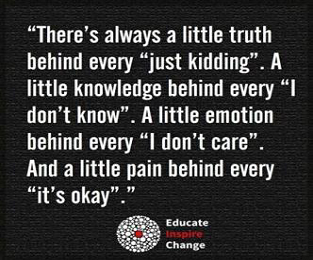 “There’s always a little truth
behind every “just kidding”. A
little knowledge behind every “I
don’t know”. A little emotion
behind every “I don’t care”.
And a little pain behind every
“it’s okay”.”
Educate
Inspire
Change